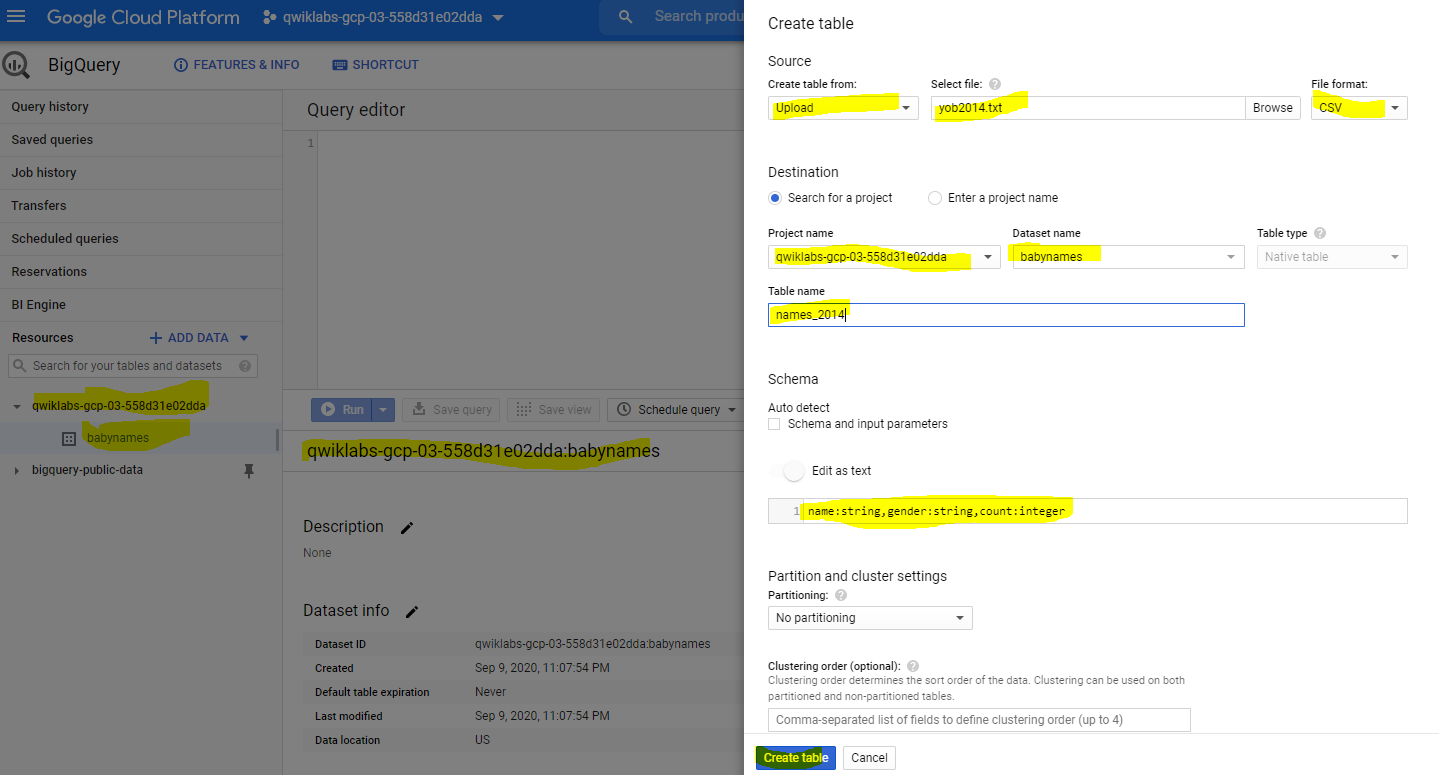 Google Cloud Platform
qwiklabs-gcp-03-558d31e02dda
Search produ
BigQuery
FEATURES & INFO
SHORTCUT
Query history
Saved queries
Job history
Transfers
Scheduled queries
Reservations
BI Engine
Resources
ADD DATA
Search for your tables and datasets
qwiklabs-gcp-03-558d31e02dda
babynames
bigquery-public-data
Query editor
1
Run
Save query
Save view
Schedule query
qwiklabs-gcp-03-558d31e02dda:babynames
Description
None
Dataset info
Dataset ID qwiklabs-gcp-03-558d31e02dda:babynames
Created Sep 9, 2020, 11:07:54 PM
Default table expiration Never
Last modified Sep 9, 2020, 11:07:54 PM
Data location US
Create table
Source
Create table from: Select file: File format:
Upload yob2014.txt Browse CSV
Destination
Search for a project Enter a project name
Project name Dataset name Table type
qwiklabs-gcp-03-558d31e02dda babynames Native table
Table name
names_2014
Schema
Auto detect
Schema and input parameters
Edit as text
1 name:string,gender:string,count:integer
Partition and cluster settings
Partitioning:
No partitioning
Clustering order (optional):
Clustering order determines the sort order of the data. Clustering can be used on both
partitioned and non-partitioned tables.
Comma-separated list of fields to define clustering order (up to 4)
Create table Cancel